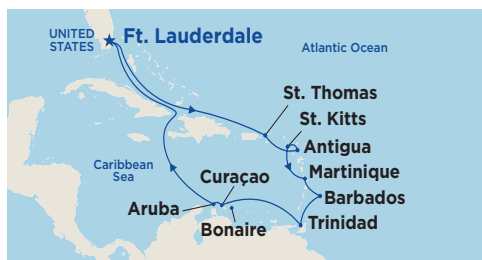 UNITED
STATES
Ft. Lauderdale
Atlantic Ocean
St. Thomas
St. Kitts
Antigua
Caribbean
Sea
Martinique
Curaçao
Barbados
Aruba
Bonaire
Trinidad